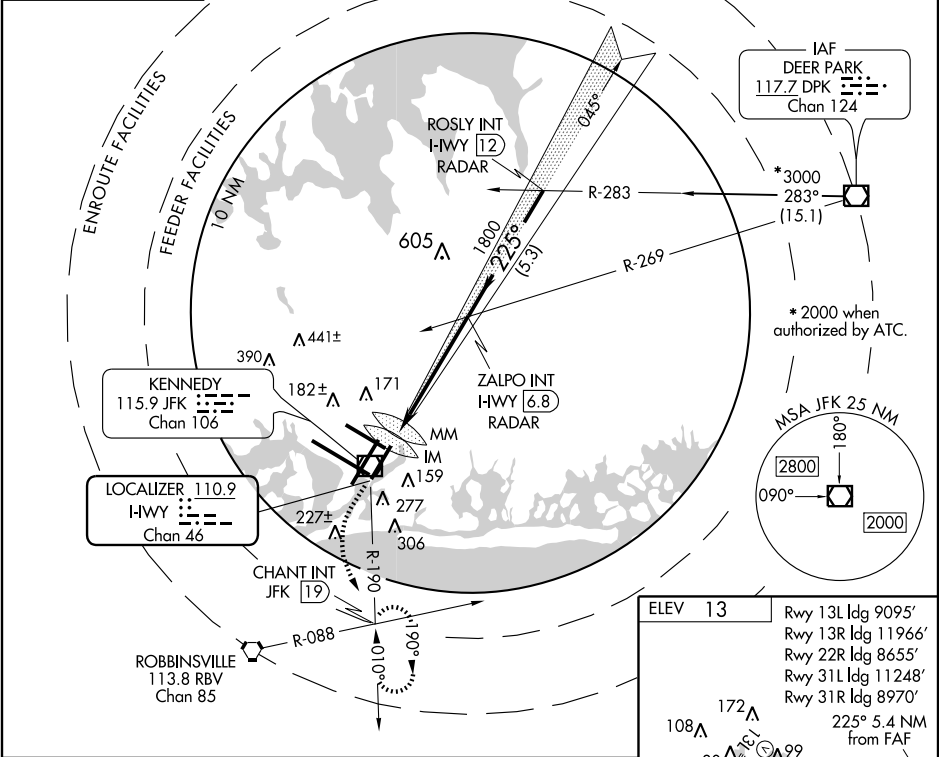 IAF
DEER PARK
117.7 DPK
Chan 124
ENROUTE FACILITIES
FEEDER FACILITIES
10 NM
ROSLY INT
I-IWY 12
RADAR
045°
*3000
283°
(15.1)
R-283
605
1800
225°
(5.3)
R-269
* 2000 when
authorized by ATC.
441±
390
KENNEDY
115.9 JFK
Chan 106
182±
171
ZALPO INT
I-IWY 6.8
RADAR
MM
IM
MSA JFK 25 NM
180°
2800
090°
2000
LOCALIZER 110.9
I-IWY
Chan 46
159
277
227±
306
R-190
CHANT INT
JFK 19
R-088
190°
010°
ROBBINSVILLE
113.8 RBV
Chan 85
ELEV 13
Rwy 13L ldg 9095'
Rwy 13R ldg 11966'
Rwy 22R ldg 8655'
Rwy 31L ldg 11248'
Rwy 31R ldg 8970'
225° 5.4 NM
from FAF
172
108
13L
V
99